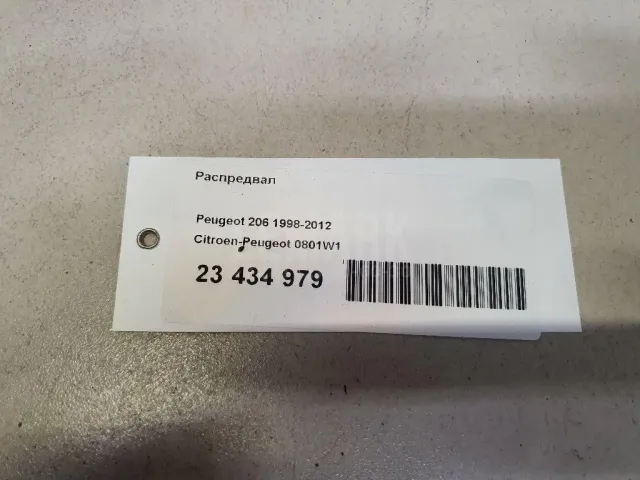 Распредвал
Peugeot 206 1998-2012
Citroen-Peugeot 0801W1
23 434 979